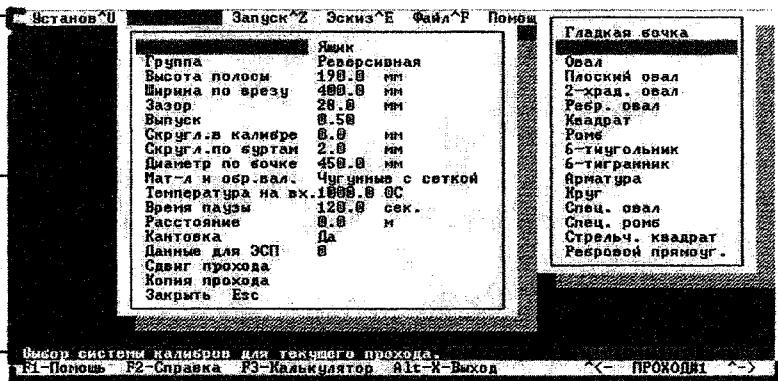 Установ^U Запуск^Z Эскиз^E Файл^F Помощ
Ящик
Группа Реверсивная
Высота полосы 190.0 мм
Ширина по врезу 400.0 мм
Зазор 20.0 мм
Выпуск 0.50
Скругл.в калибре 0.0 мм
Скругл.по буртам 2.0 мм
Диаметр по бочке 450.0 мм
Мат-л и обр.вал. Чугунные с сеткой
Температура на вх.1000.0 0С
Время паузы 120.0 сек.
Расстояние 0.0 м
Кантовка Да
Данные для ЭСП 0
Сдвиг прохода
Копия прохода
Закрыть Esc
Гладкая бочка
Овал
Плоский овал
2-храд. овал
Ребр. овал
Квадрат
Ромб
6-тиугольник
6-тигранник
Арматура
Круг
Спец. овал
Спец. ромб
Стрельч. квадрат
Ребровой прямоуг.
Выбор системы калибров для текущего прохода.
F1-Помощь F2-Справка F3-Калькулятор Alt-X-Выход ^<- ПРОХОД#1 ^->